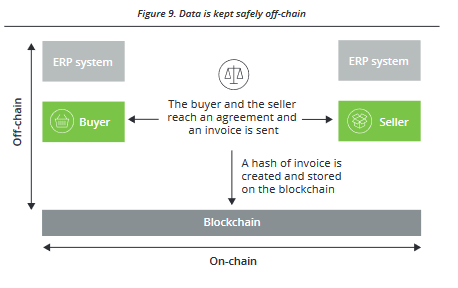 Figure 9. Data is kept safely off-chain
ERP system
ERP system
Off-chain
Buyer
The buyer and the seller
reach an agreement and
an invoice is sent
Seller
A hash of invoice is
created and stored
on the blockchain
Blockchain
On-chain